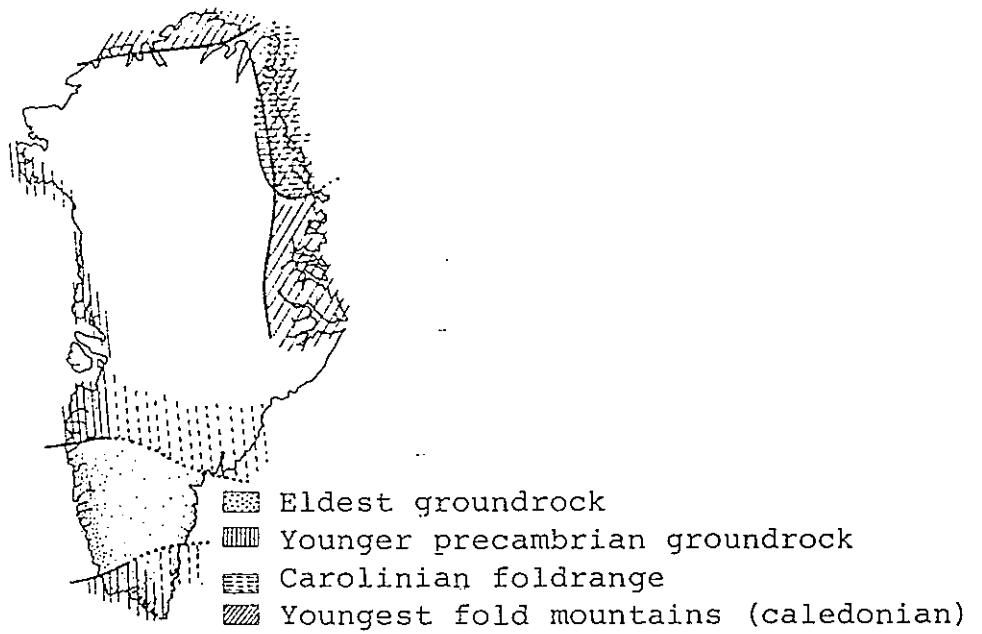 Eldest groundrock
Younger precambrian groundrock
Carolinian foldrange
Youngest fold mountains (caledonian)